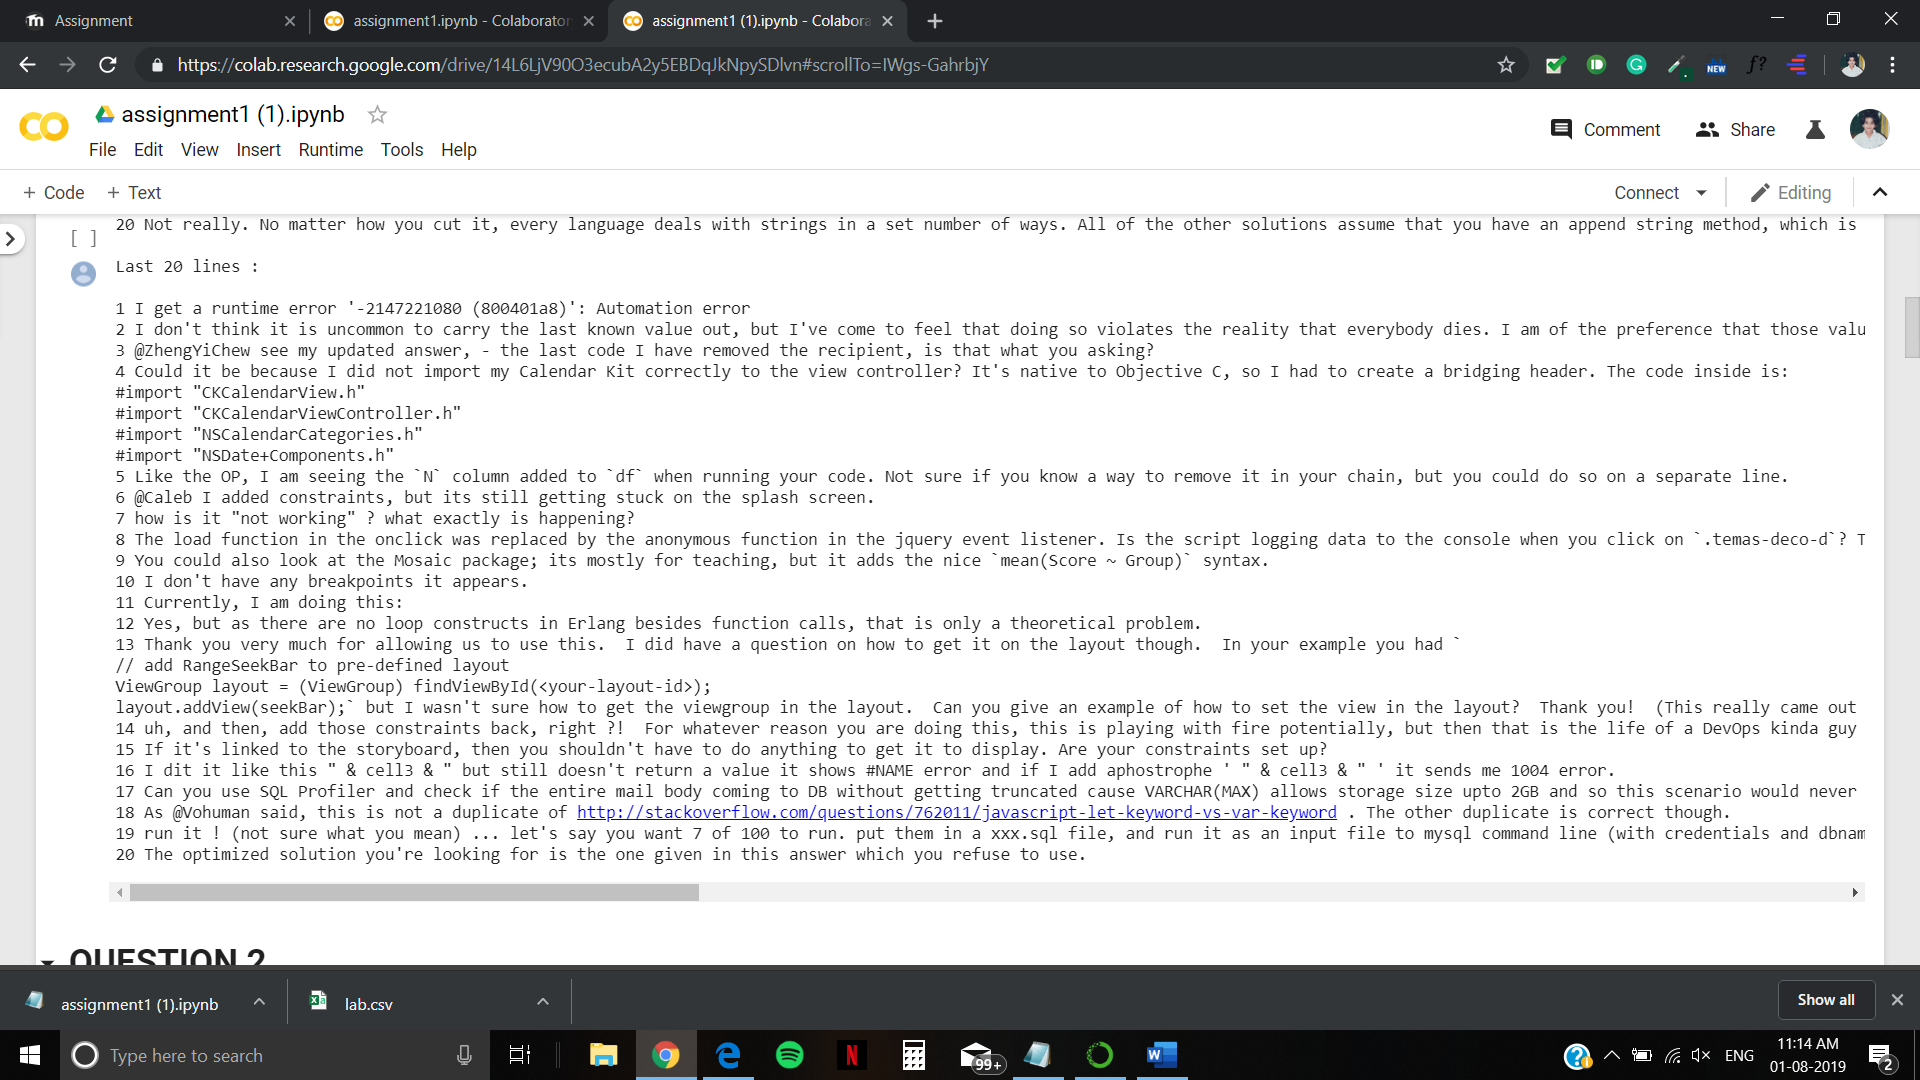 Assignment
assignment1.ipynb - Colaborator
assignment1 (1).ipynb - Colabora
https://colab.research.google.com/drive/14L6LjV90O3ecubA2y5EBDqJkNpySDlvn#scrollTo=IWgs-GahrbjY
NEW
f?
assignment1 (1).ipynb
Comment
Share
File Edit View Insert Runtime Tools Help
+ Code + Text
Connect
Editing
[ ]
20 Not really. No matter how you cut it, every language deals with strings in a set number of ways. All of the other solutions assume that you have an append string method, which is
Last 20 lines :
1 I get a runtime error '-2147221080 (800401a8)': Automation error
2 I don't think it is uncommon to carry the last known value out, but I've come to feel that doing so violates the reality that everybody dies. I am of the preference that those valu
3 @ZhengYiChew see my updated answer, - the last code I have removed the recipient, is that what you asking?
4 Could it be because I did not import my Calendar Kit correctly to the view controller? It's native to Objective C, so I had to create a bridging header. The code inside is:
#import "CKCalendarView.h"
#import "CKCalendarViewController.h"
#import "NSCalendarCategories.h"
#import "NSDate+Components.h"
5 Like the OP, I am seeing the `N` column added to `df` when running your code. Not sure if you know a way to remove it in your chain, but you could do so on a separate line.
6 @Caleb I added constraints, but its still getting stuck on the splash screen.
7 how is it "not working" ? what exactly is happening?
8 The load function in the onclick was replaced by the anonymous function in the jquery event listener. Is the script logging data to the console when you click on `.temas-deco-d`? T
9 You could also look at the Mosaic package; its mostly for teaching, but it adds the nice `mean(Score ~ Group)` syntax.
10 I don't have any breakpoints it appears.
11 Currently, I am doing this:
12 Yes, but as there are no loop constructs in Erlang besides function calls, that is only a theoretical problem.
13 Thank you very much for allowing us to use this.  I did have a question on how to get it on the layout though.  In your example you had `
// add RangeSeekBar to pre-defined layout
ViewGroup layout = (ViewGroup) findViewById(<your-layout-id>);
layout.addView(seekBar);` but I wasn't sure how to get the viewgroup in the layout.  Can you give an example of how to set the view in the layout?  Thank you!  (This really came out
14 uh, and then, add those constraints back, right ?!  For whatever reason you are doing this, this is playing with fire potentially, but then that is the life of a DevOps kinda guy
15 If it's linked to the storyboard, then you shouldn't have to do anything to get it to display. Are your constraints set up?
16 I dit it like this " & cell3 & " but still doesn't return a value it shows #NAME error and if I add aphostrophe ' " & cell3 & " ' it sends me 1004 error.
17 Can you use SQL Profiler and check if the entire mail body coming to DB without getting truncated cause VARCHAR(MAX) allows storage size upto 2GB and so this scenario would never
18 As @Vohuman said, this is not a duplicate of http://stackoverflow.com/questions/762011/javascript-let-keyword-vs-var-keyword . The other duplicate is correct though.
19 run it ! (not sure what you mean) ... let's say you want 7 of 100 to run. put them in a xxx.sql file, and run it as an input file to mysql command line (with credentials and dbnam
20 The optimized solution you're looking for is the one given in this answer which you refuse to use.
QUESTION 2
assignment1 (1).ipynb
lab.csv
Show all
Type here to search
99+
ENG
11:14 AM
01-08-2019
2